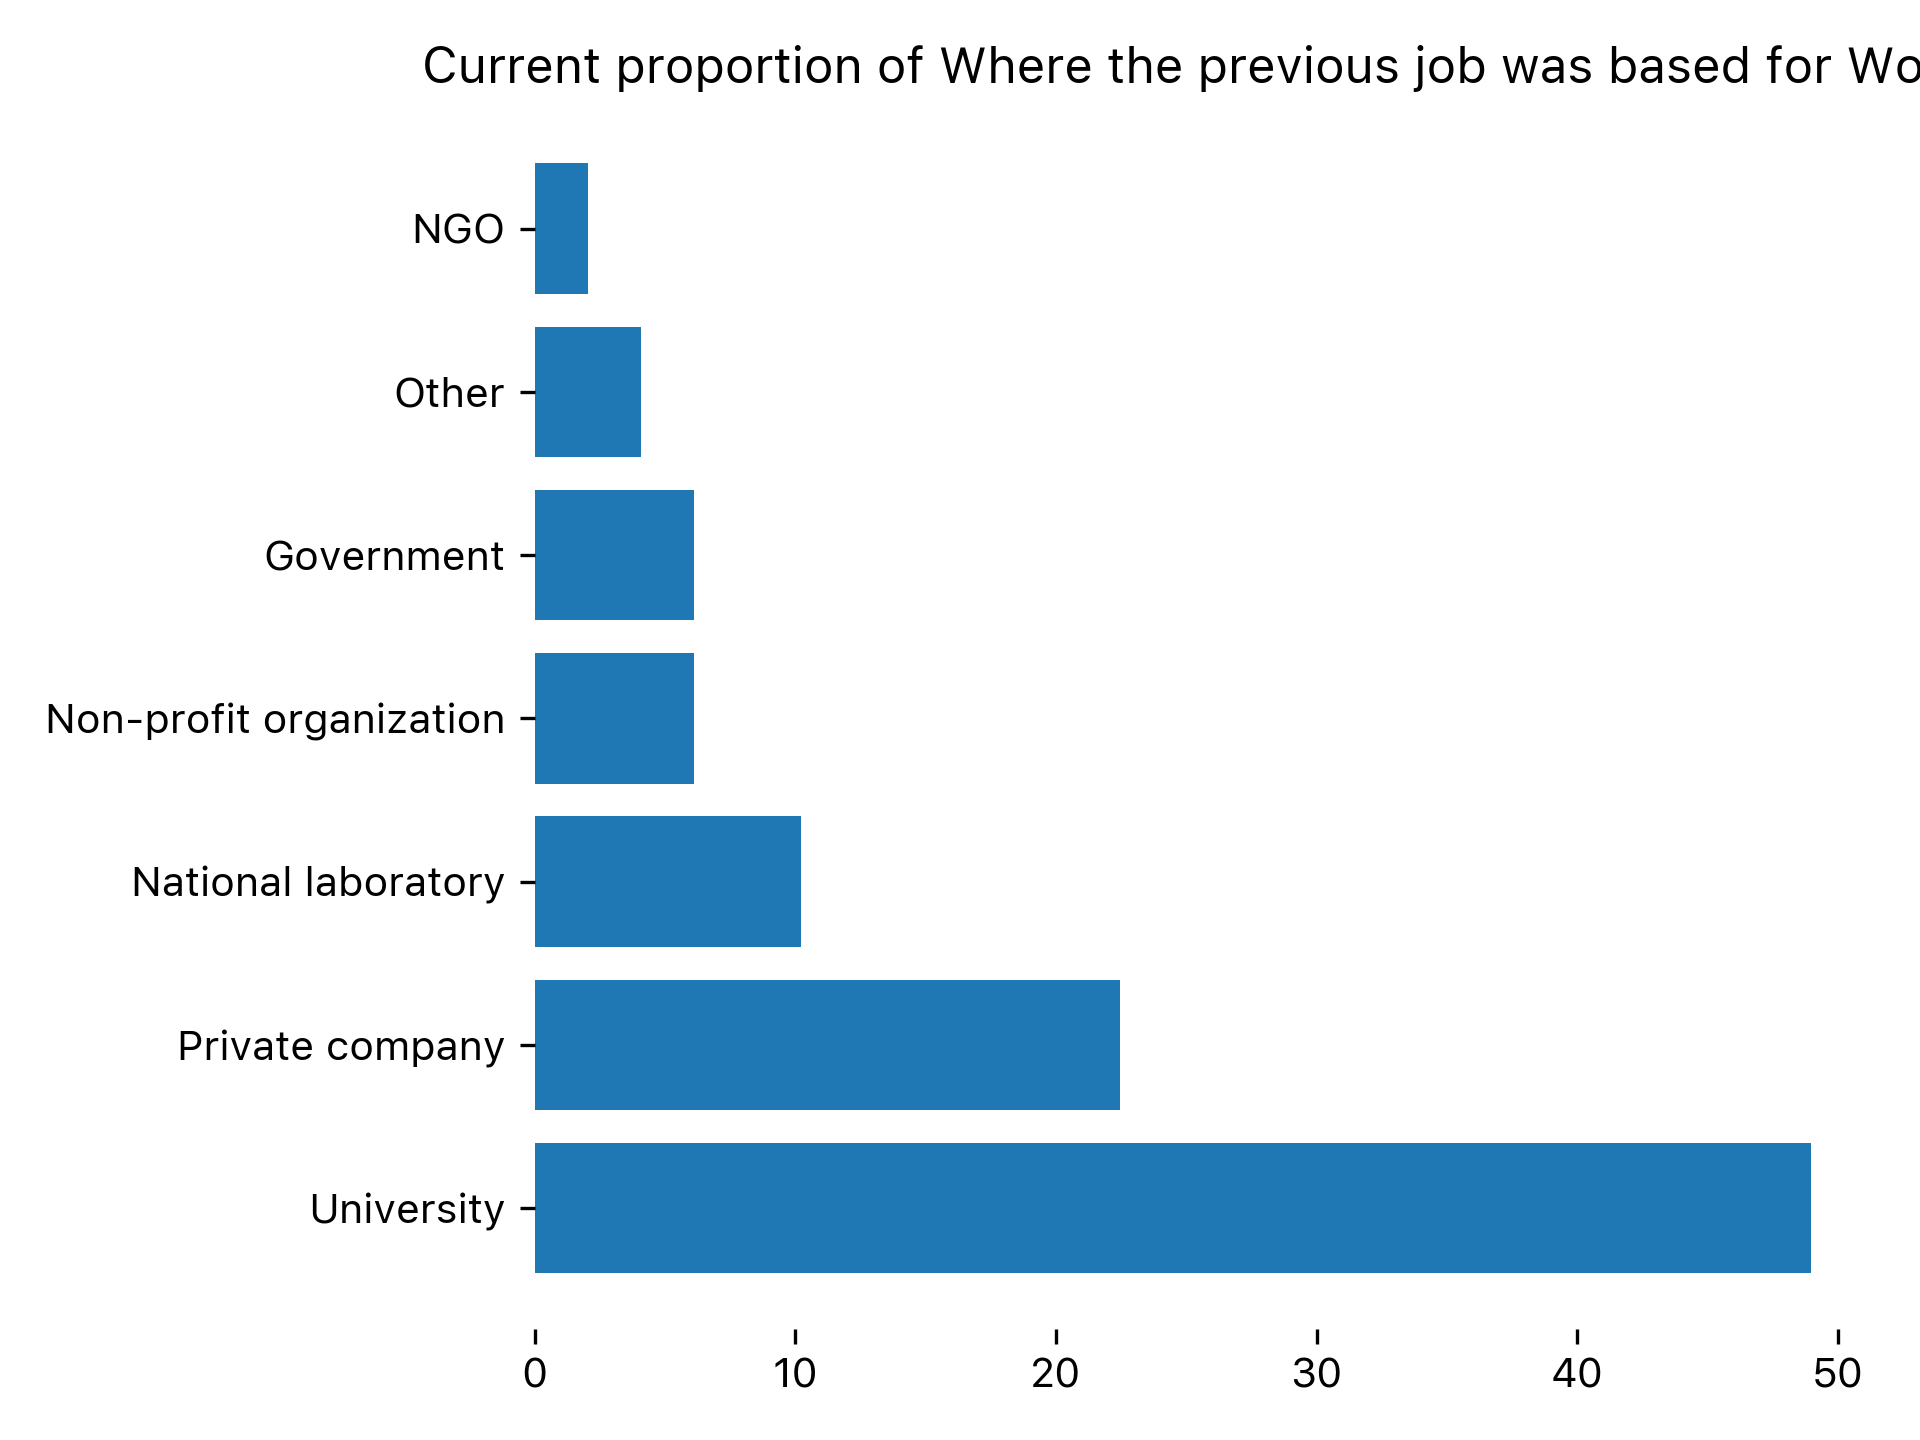 Current proportion of Where the previous job was based for
NGO
Other
Government
Non-profit organization
National laboratory
Private company
University
0 10 20 30 40 50